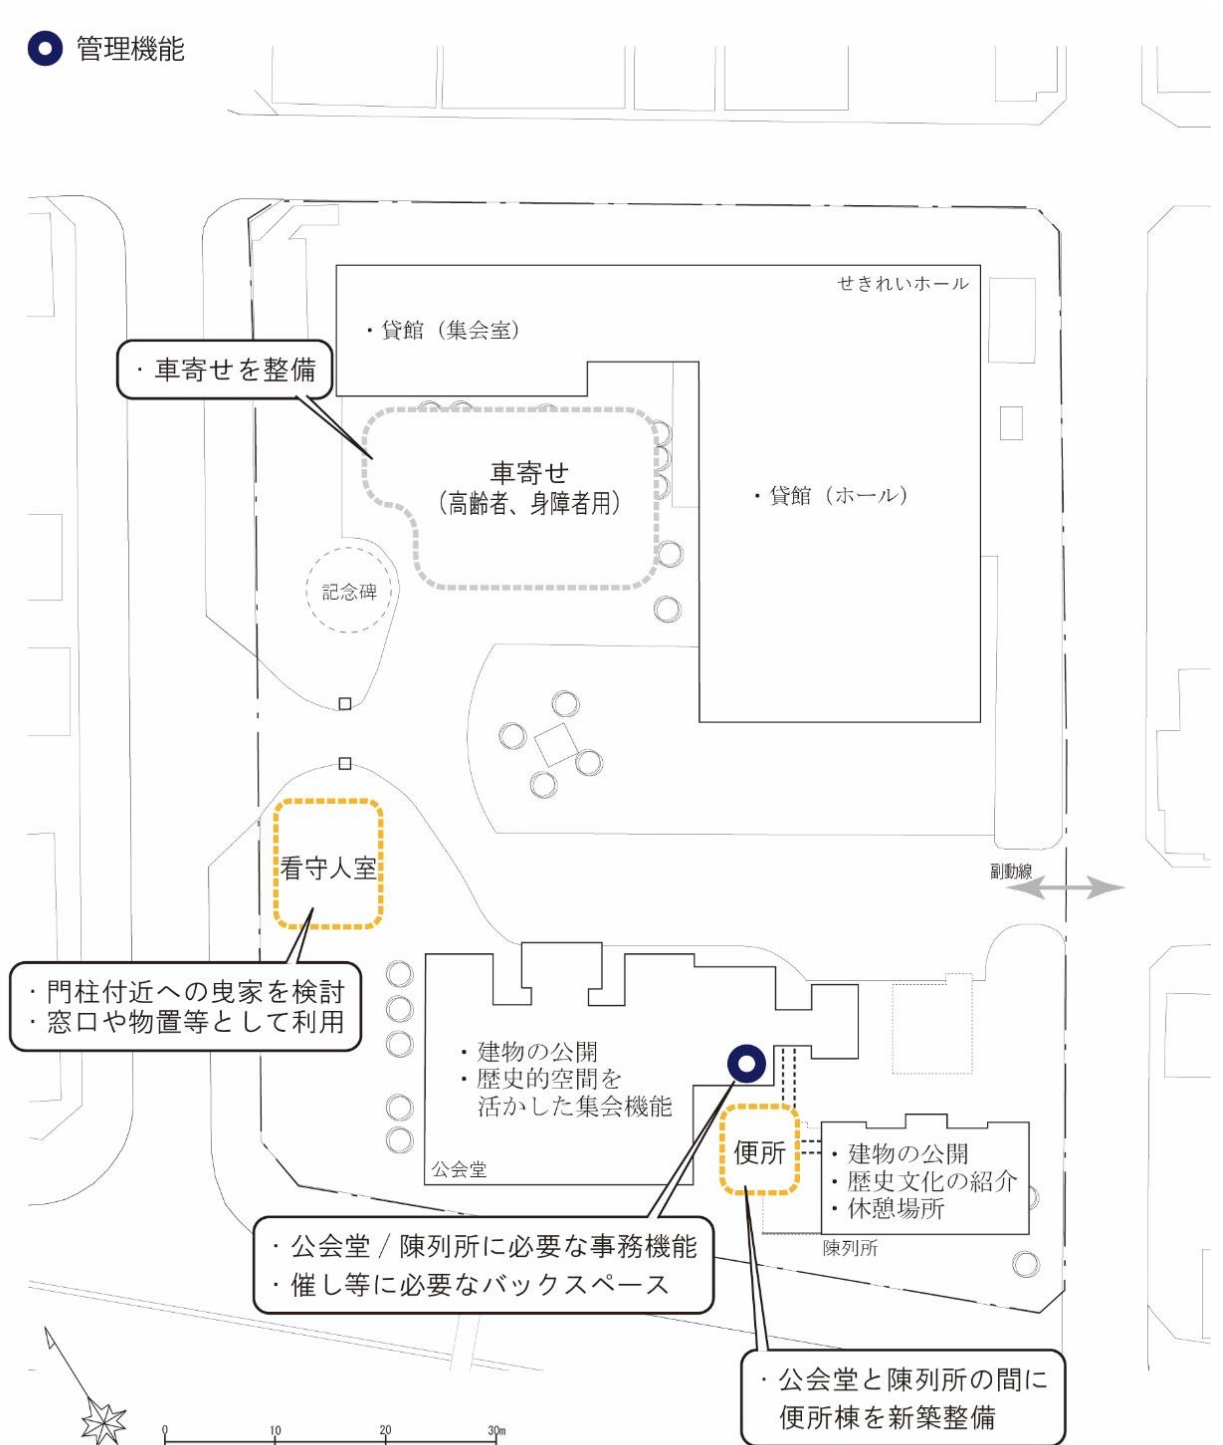 管理機能
せきれいホール
・貸館（集会室）
・車寄せを整備
車寄せ
（高齢者、身障者用）
・貸館（ホール）
記念碑
看守人室
副動線
・門柱付近への曳家を検討
・窓口や物置等として利用
・建物の公開
・歴史的空間を
活かした集会機能
公会堂
便所
・建物の公開
・歴史文化の紹介
・休憩場所
陳列所
・公会堂 / 陳列所に必要な事務機能
・催し等に必要なバックスペース
・公会堂と陳列所の間に
便所棟を新築整備
0 10 20 30m